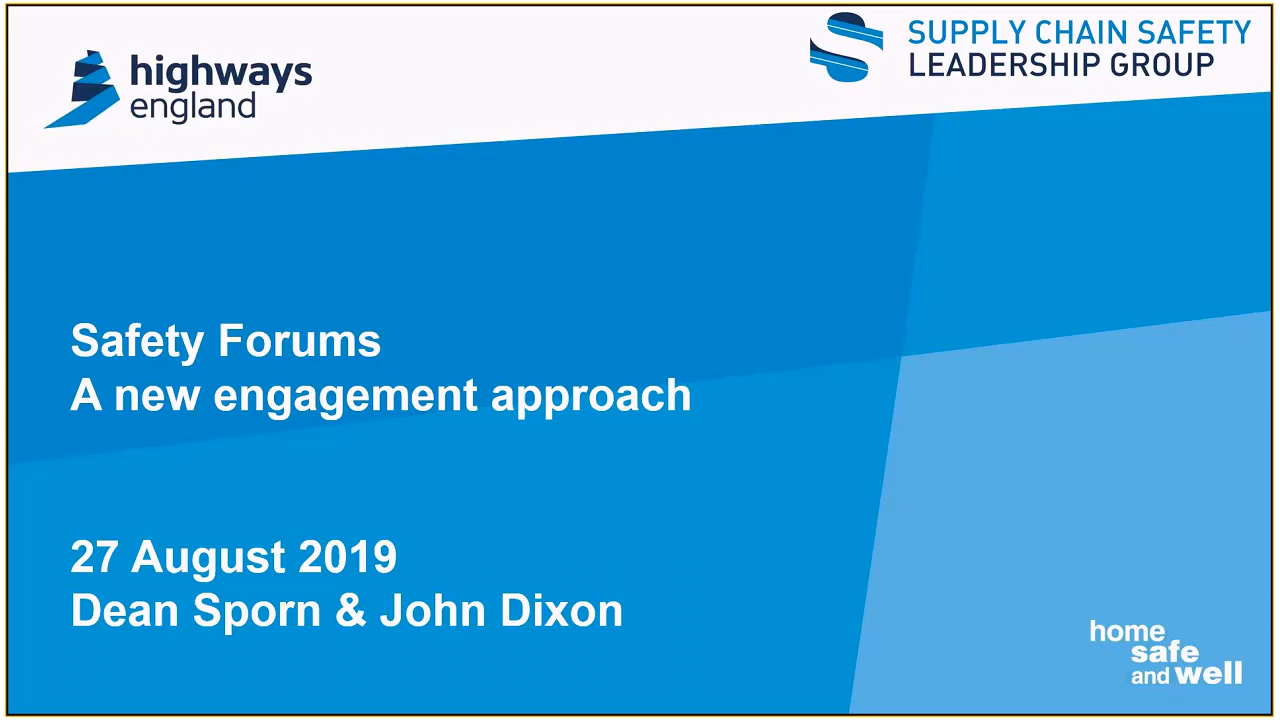 highways
england
SUPPLY CHAIN SAFETY
LEADERSHIP GROUP
Safety Forums
A new engagement approach
27 August 2019
Dean Sporn & John Dixon
home
safe
and well